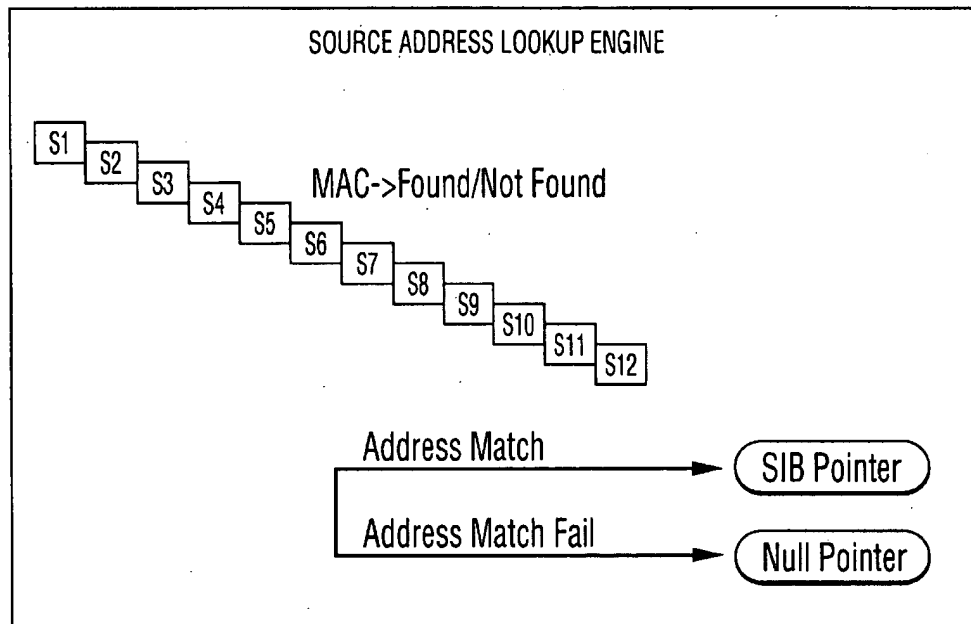 SOURCE ADDRESS LOOKUP ENGINE
S1
S2
S3
S4
MAC->Found/Not Found
S5
S6
S7
S8
S9
S10
S11
S12
Address Match
SIB Pointer
Address Match Fail
Null Pointer